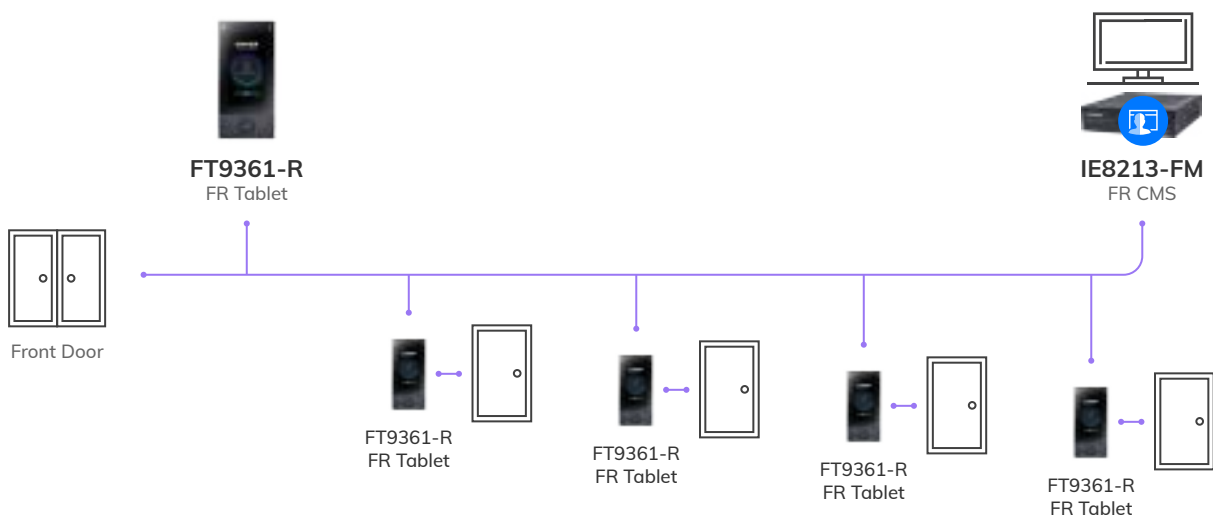 FT9361-R
FR Tablet
IE8213-FM
FR CMS
Front Door
FT9361-R
FR Tablet
FT9361-R
FR Tablet
FT9361-R
FR Tablet
FT9361-R
FR Tablet